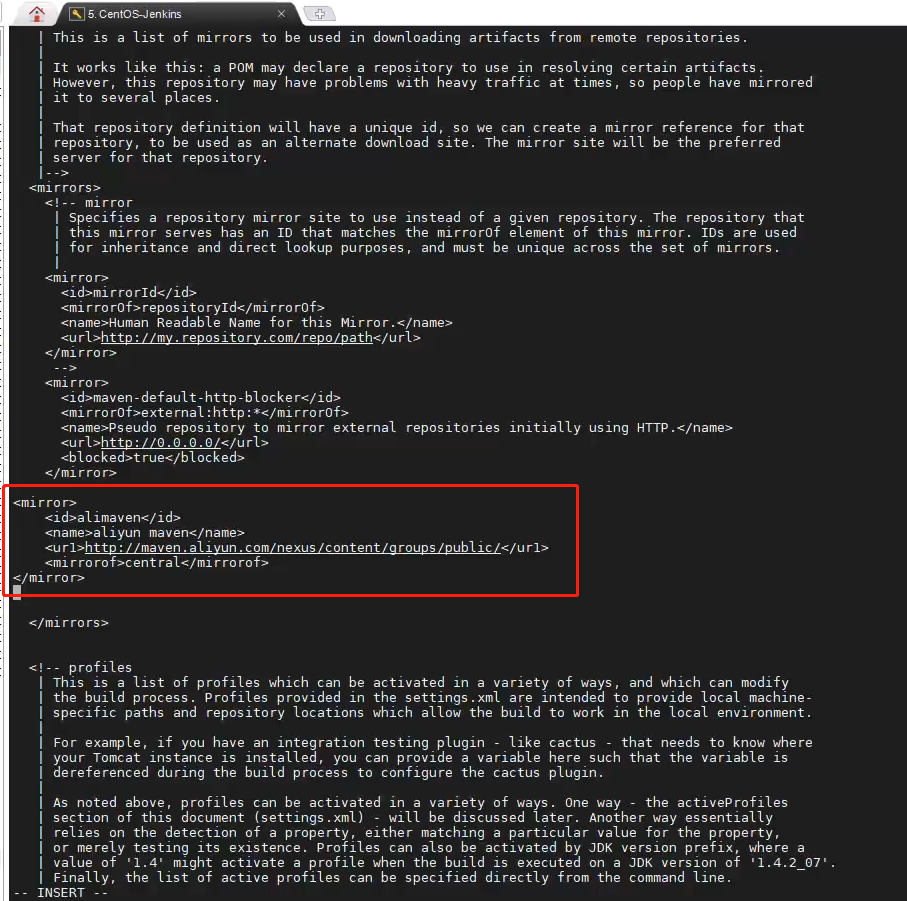 5. CentOS-Jenkins
| This is a list of mirrors to be used in downloading artifacts from remote repositories.
|
| It works like this: a POM may declare a repository to use in resolving certain artifacts.
| However, this repository may have problems with heavy traffic at times, so people have mirrored
| it to several places.
|
| That repository definition will have a unique id, so we can create a mirror reference for that
| repository, to be used as an alternate download site. The mirror site will be the preferred
| server for that repository.
|-->
<mirrors>
<!-- mirror
| Specifies a repository mirror site to use instead of a given repository. The repository that
| this mirror serves has an ID that matches the mirrorOf element of this mirror. IDs are used
| for inheritance and direct lookup purposes, and must be unique across the set of mirrors.
|
<mirror>
<id>mirrorId</id>
<mirrorOf>repositoryId</mirrorOf>
<name>Human Readable Name for this Mirror.</name>
<url>http://my.repository.com/repo/path</url>
</mirror>
-->
<mirror>
<id>maven-default-http-blocker</id>
<mirrorOf>external:http:*</mirrorOf>
<name>Pseudo repository to mirror external repositories initially using HTTP.</name>
<url>http://0.0.0.0/</url>
<blocked>true</blocked>
</mirror>
<mirror>
<id>alimaven</id>
<name>aliyun maven</name>
<ur1>http://maven.aliyun.com/nexus/content/groups/public/</ur1>
<mirrorof>central</mirrorof>
</mirror>
</mirrors>
<!-- profiles
| This is a list of profiles which can be activated in a variety of ways, and which can modify
| the build process. Profiles provided in the settings.xml are intended to provide local machine-
| specific paths and repository locations which allow the build to work in the local environment.
|
| For example, if you have an integration testing plugin - like cactus - that needs to know where
| your Tomcat instance is installed, you can provide a variable here such that the variable is
| dereferenced during the build process to configure the cactus plugin.
|
| As noted above, profiles can be activated in a variety of ways. One way - the activeProfiles
| section of this document (settings.xml) - will be discussed later. Another way essentially
| relies on the detection of a property, either matching a particular value for the property,
| or merely testing its existence. Profiles can also be activated by JDK version prefix, where a
| value of '1.4' might activate a profile when the build is executed on a JDK version of '1.4.2_07'.
| Finally, the list of active profiles can be specified directly from the command line.
-- INSERT --